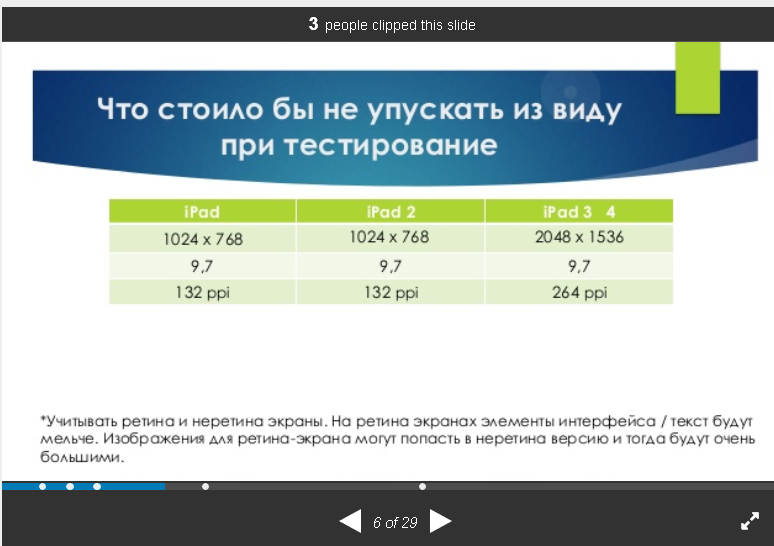 3 people clipped this slide
Что стоило бы не упускать из виду
при тестирование
iPad iPad 2 iPad 3 4
1024 x 768 1024 x 768 2048 x 1536
9,7 9,7 9,7
132 ppi 132 ppi 264 ppi
*Учитывать ретина и неретина экраны. На ретина экранах элементы интерфейса / текст будут
мельче. Изображения для ретина-экрана могут попасть в неретина версию и тогда будут очень
большими.
6 of 29